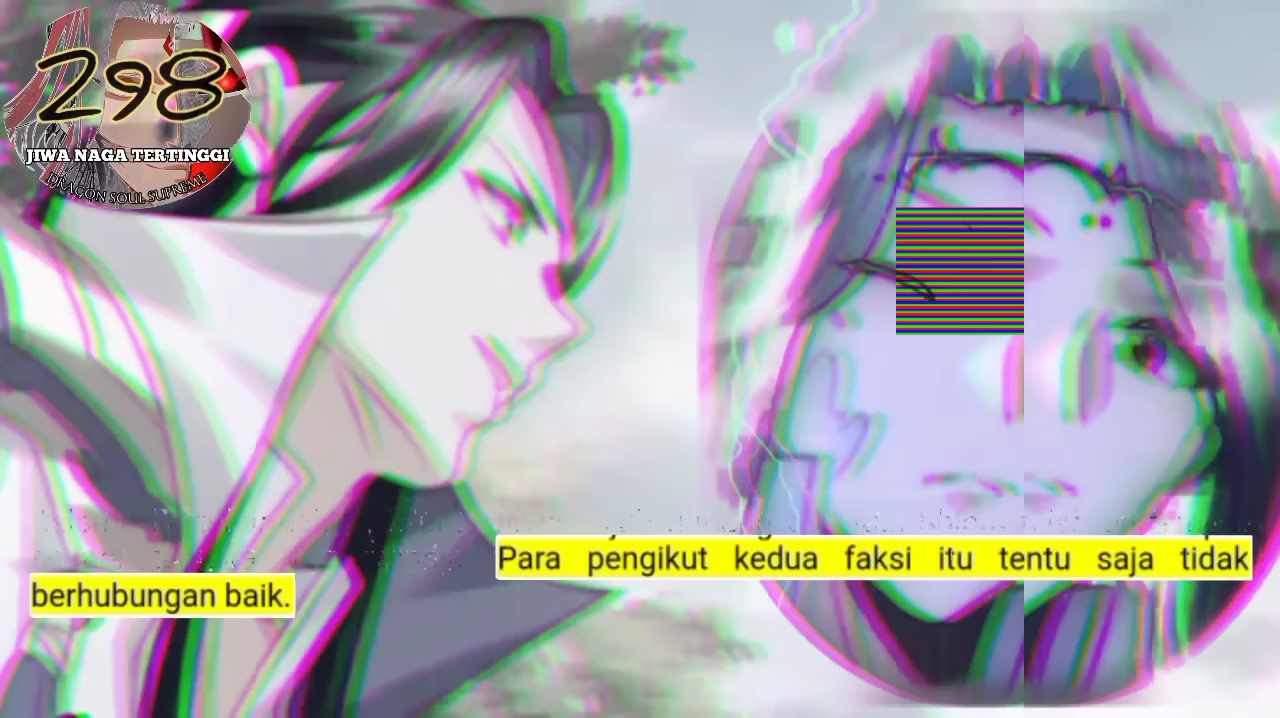 298
JIWA NAGA TERTINGGI
DRAGON SOUL SUPREME
Para pengikut kedua faksi itu tentu saja tidak
berhubungan baik.